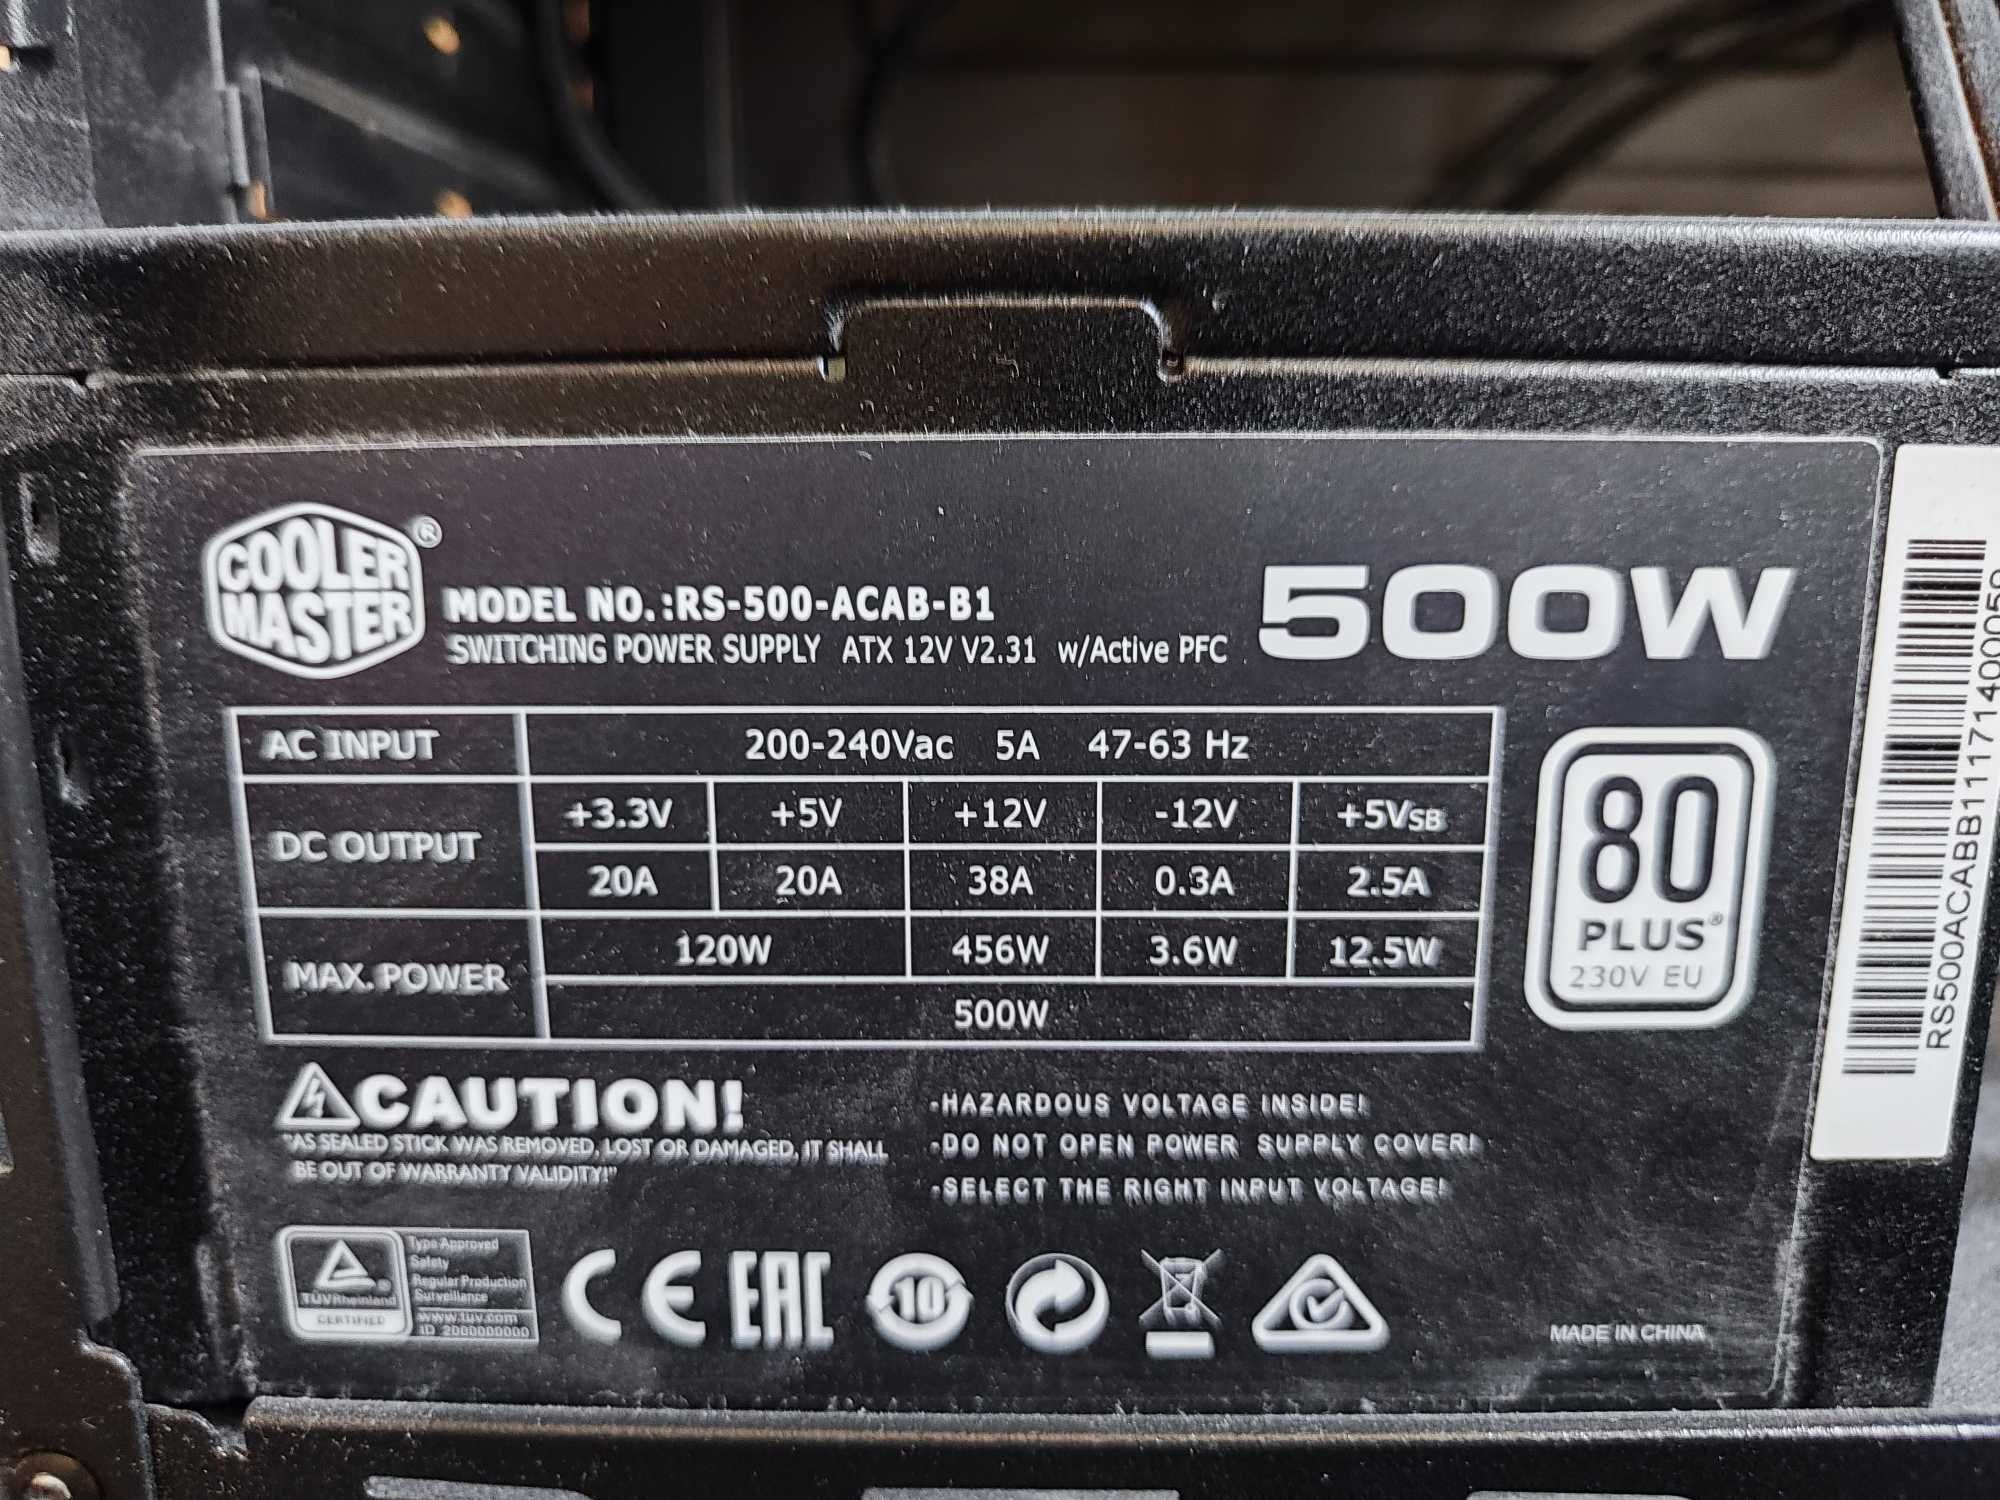 COOLER MASTER ®
MODEL NO.:RS-500-ACAB-B1
SWITCHING POWER SUPPLY ATX 12V V2.31 w/Active PFC
500W
AC INPUT 200-240Vac 5A 47-63 Hz
DC OUTPUT +3.3V +5V +12V -12V +5VSB
20A 20A 38A 0.3A 2.5A
MAX. POWER 120W 456W 3.6W 12.5W
500W
80
PLUS®
230V EU
CAUTION!
"AS SEALED STICK WAS REMOVED, LOST OR DAMAGED, IT SHALL
BE OUT OF WARRANTY VALIDITY!"
-HAZARDOUS VOLTAGE INSIDE!
-DO NOT OPEN POWER SUPPLY COVER!
-SELECT THE RIGHT INPUT VOLTAGE!
TÜVRheinland
CERTIFIED
Type Approved
Safety
Regular Production
Surveillance
www.tuv.com
ID 2000000000
CE EAC 10
MADE IN CHINA